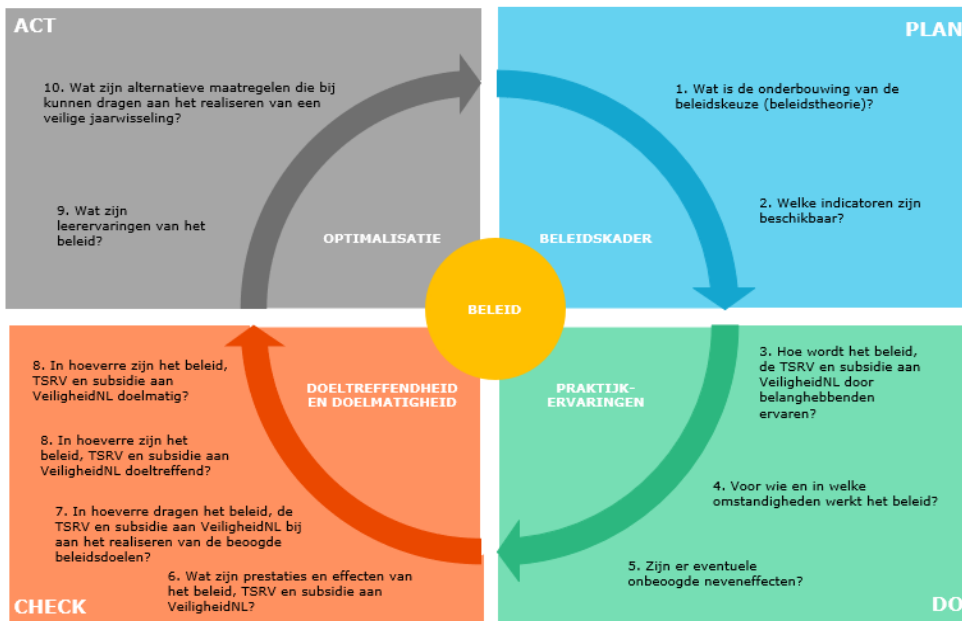 ACT
10. Wat zijn alternatieve maatregelen die bij
kunnen dragen aan het realiseren van een
veilige jaarwisseling?
9. Wat zijn
leerervaringen van het
beleid?
OPTIMALISATIE
PLAN
1. Wat is de onderbouwing van de
beleidskeuze (beleidstheorie)?
2. Welke indicatoren zijn
beschikbaar?
BELEIDSKADER
BELEID
8. In hoeverre zijn het beleid,
TSRV en subsidie aan
VeiligheidNL doelmatig?
8. In hoeverre zijn het
beleid, TSRV en subsidie aan
VeiligheidNL doeltreffend?
7. In hoeverre dragen het beleid, de
TSRV en subsidie aan VeiligheidNL bij
aan het realiseren van de beoogde
beleidsdoelen?
6. Wat zijn prestaties en effecten van
het beleid, TSRV en subsidie aan
VeiligheidNL?
DOELTREFFENDHEID
EN DOELMATIGHEID
CHECK
PRAKTIJK-
ERVARINGEN
3. Hoe wordt het beleid,
de TSRV en subsidie aan
VeiligheidNL door
belanghebbenden
ervaren?
4. Voor wie en in welke
omstandigheden werkt het beleid?
5. Zijn er eventuele
onbeoogde neveneffecten?
DO